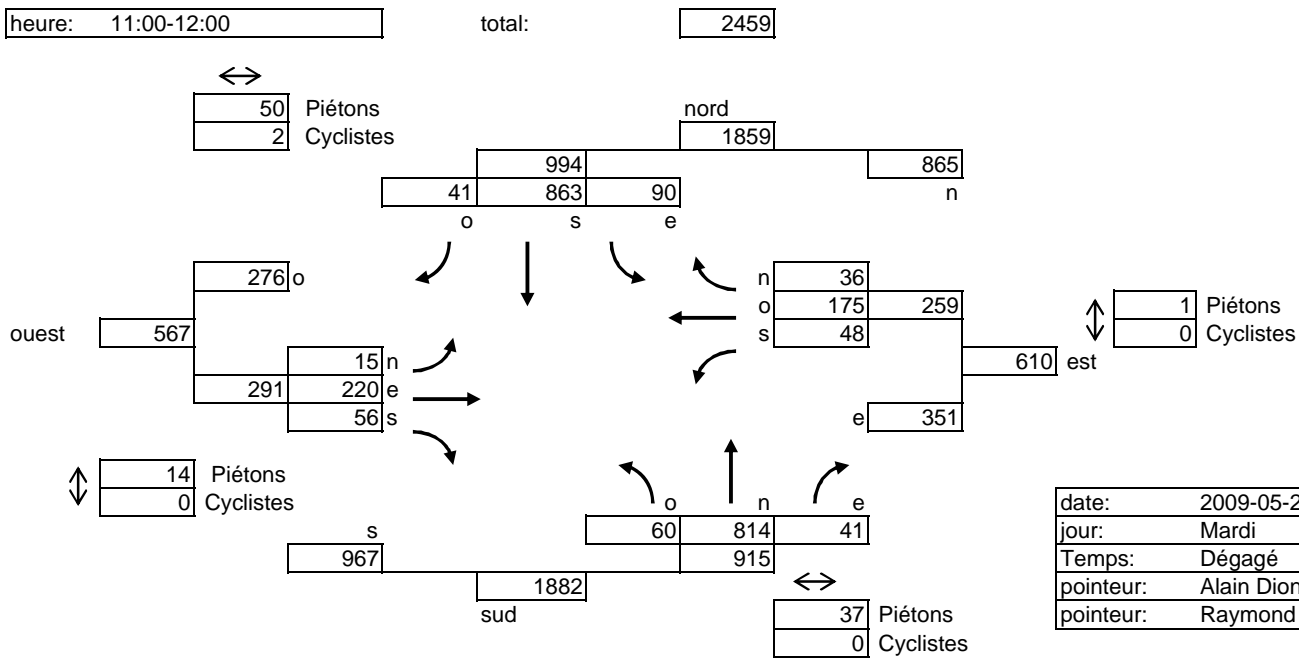 heure: 11:00-12:00 total: 2459
50 Piétons
2 Cyclistes
nord
1859
994 865
41 863 90 n
o s e
276 o
n 36
o 175 259
s 48
1 Piétons
0 Cyclistes
ouest 567
15 n
291 220 e
56 s
610 est
e 351
14 Piétons
0 Cyclistes
o n e
60 814 41
s
967 915
1882
sud
37 Piétons
0 Cyclistes
date: 2009-05-2
jour: Mardi
Temps: Dégagé
pointeur: Alain Dion
pointeur: Raymond